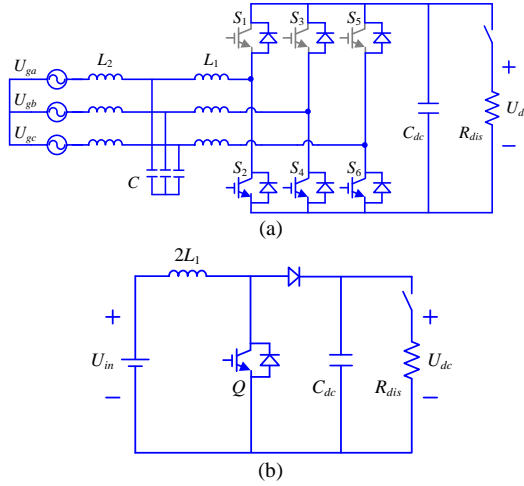 S1 S3 S5
Uga L2 L1
Ugb
Ugc
Cdc Rdis Ud
C S2 S4 S6
(a)
2L1
Uin Q Cdc Rdis Udc
(b)